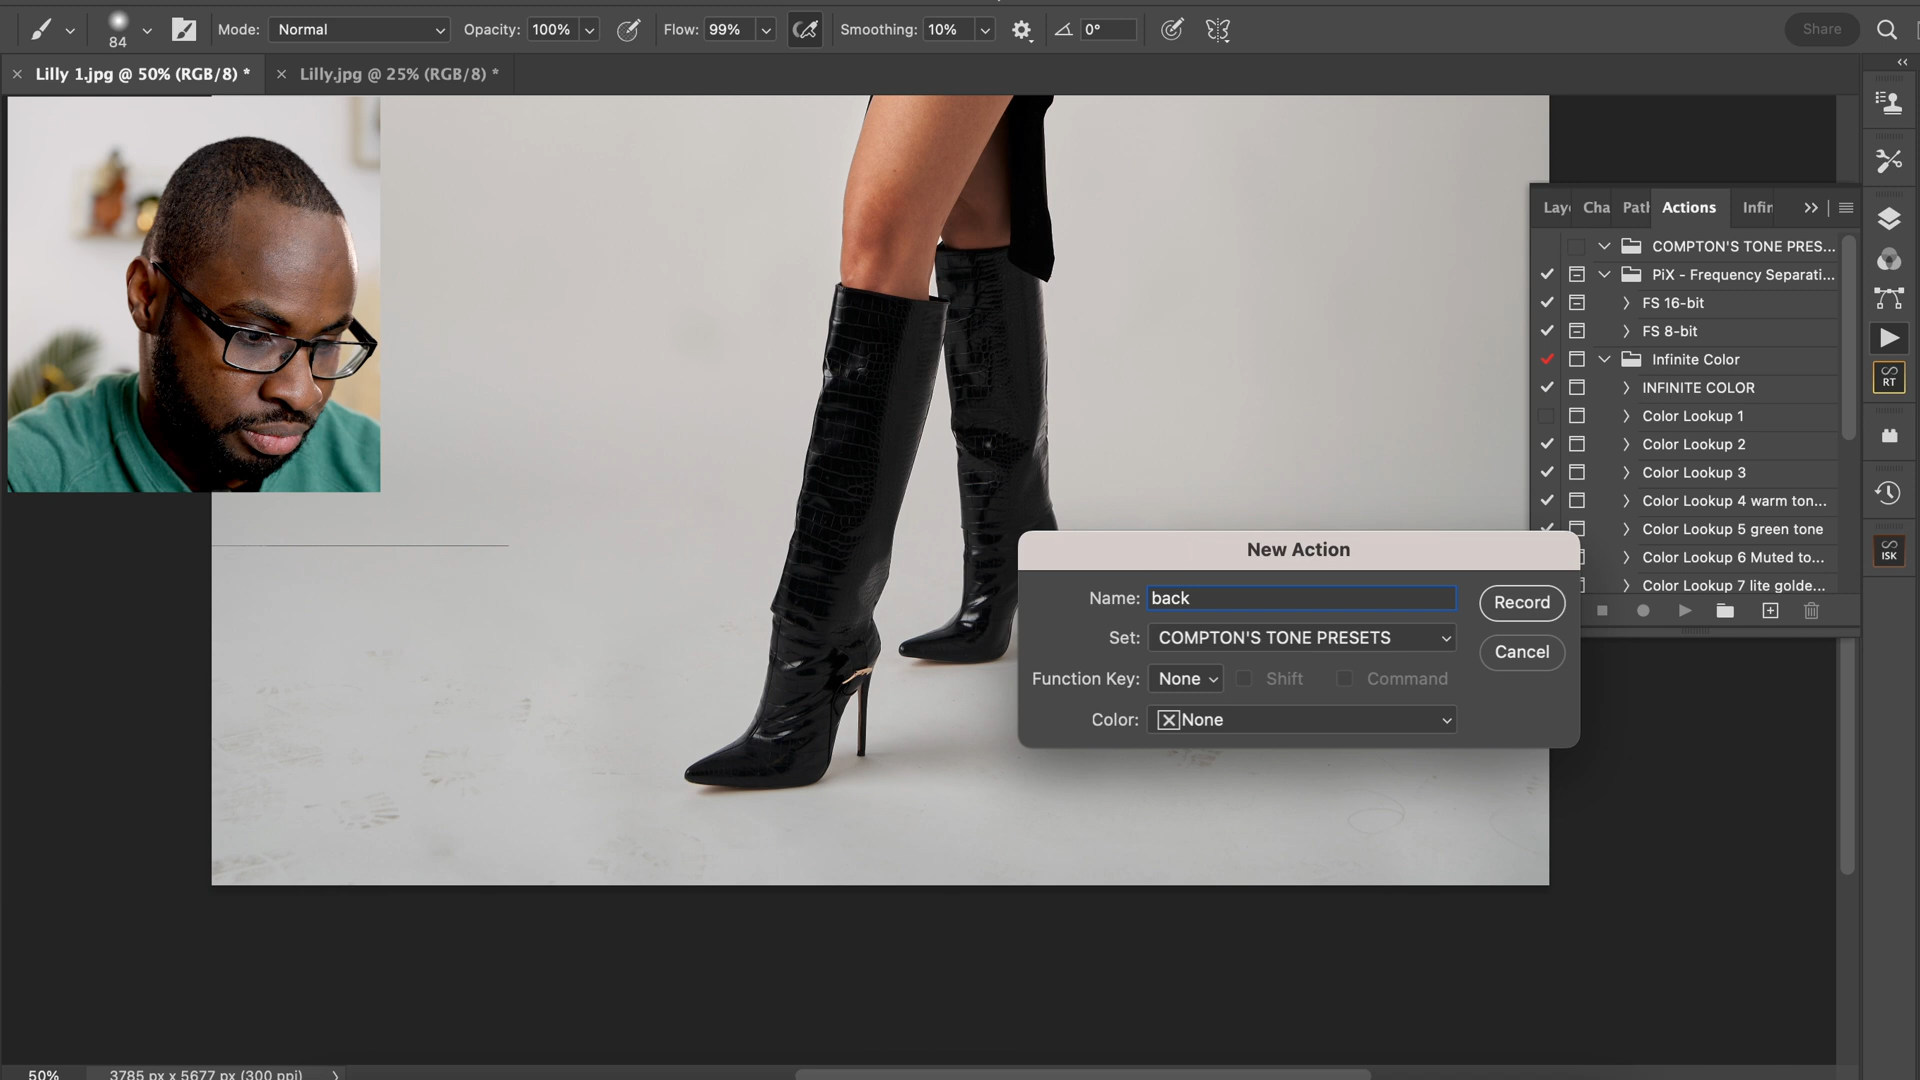 84
Mode: Normal
Opacity: 100%
Flow: 99%
Smoothing: 10%
0°
Share
Lilly 1.jpg @ 50% (RGB/8) *
Lilly.jpg @ 25% (RGB/8) *
Actions
COMPTON'S TONE PRES...
PiX - Frequency Separati...
FS 16-bit
FS 8-bit
Infinite Color
INFINITE COLOR
Color Lookup 1
Color Lookup 2
Color Lookup 3
Color Lookup 4 warm ton...
Color Lookup 5 green tone
Color Lookup 6 Muted to...
Color Lookup 7 lite golde...
RT
ISK
New Action
Name: back
Set: COMPTON'S TONE PRESETS
Function Key: None Shift Command
Color: None
Record
Cancel
50%
3785 px x 5677 px (300 ppi)